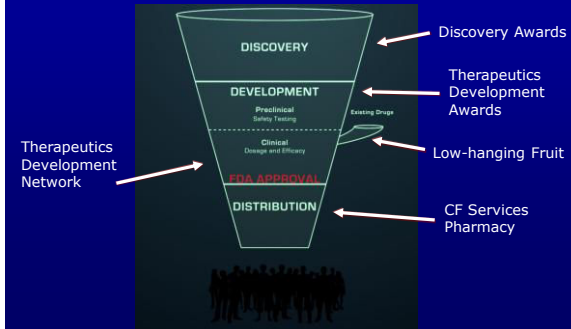 DISCOVERY
Discovery Awards
DEVELOPMENT
Preclinical
Safety Testing
Existing Drugs
Therapeutics
Development
Awards
Clinical
Dosage and Efficacy
Low-hanging Fruit
Therapeutics
Development
Network
FDA APPROVAL
DISTRIBUTION
CF Services
Pharmacy